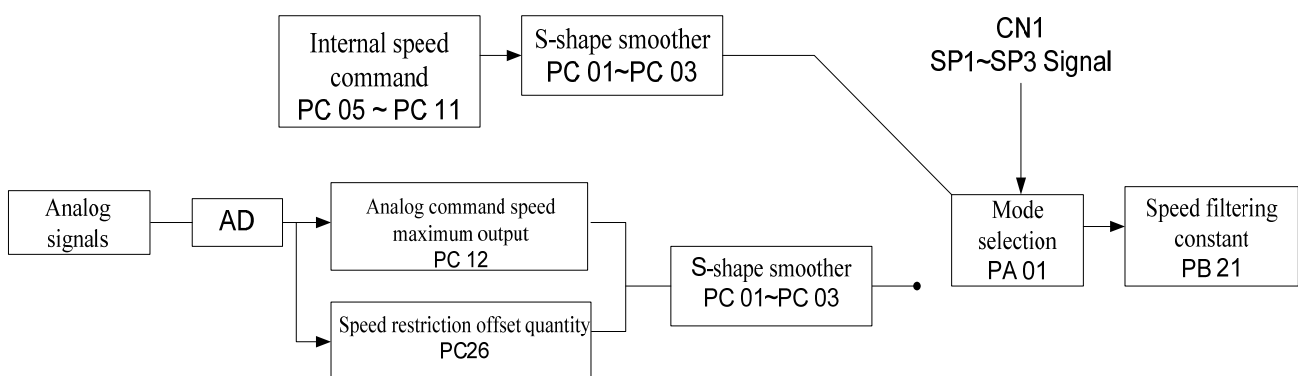 Internal speed
command
PC 05 ~ PC 11
S-shape smoother
PC 01~PC 03
CN1
SP1~SP3 Signal
Analog
signals
AD
Analog command speed
maximum output
PC 12
Speed restriction offset quantity
PC26
S-shape smoother
PC 01~PC 03
Mode
selection
PA 01
Speed filtering
constant
PB 21